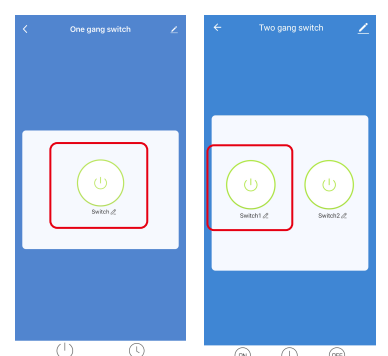 One gang switch
Switch
Two gang switch
Switch1
Switch2
ON
OFF